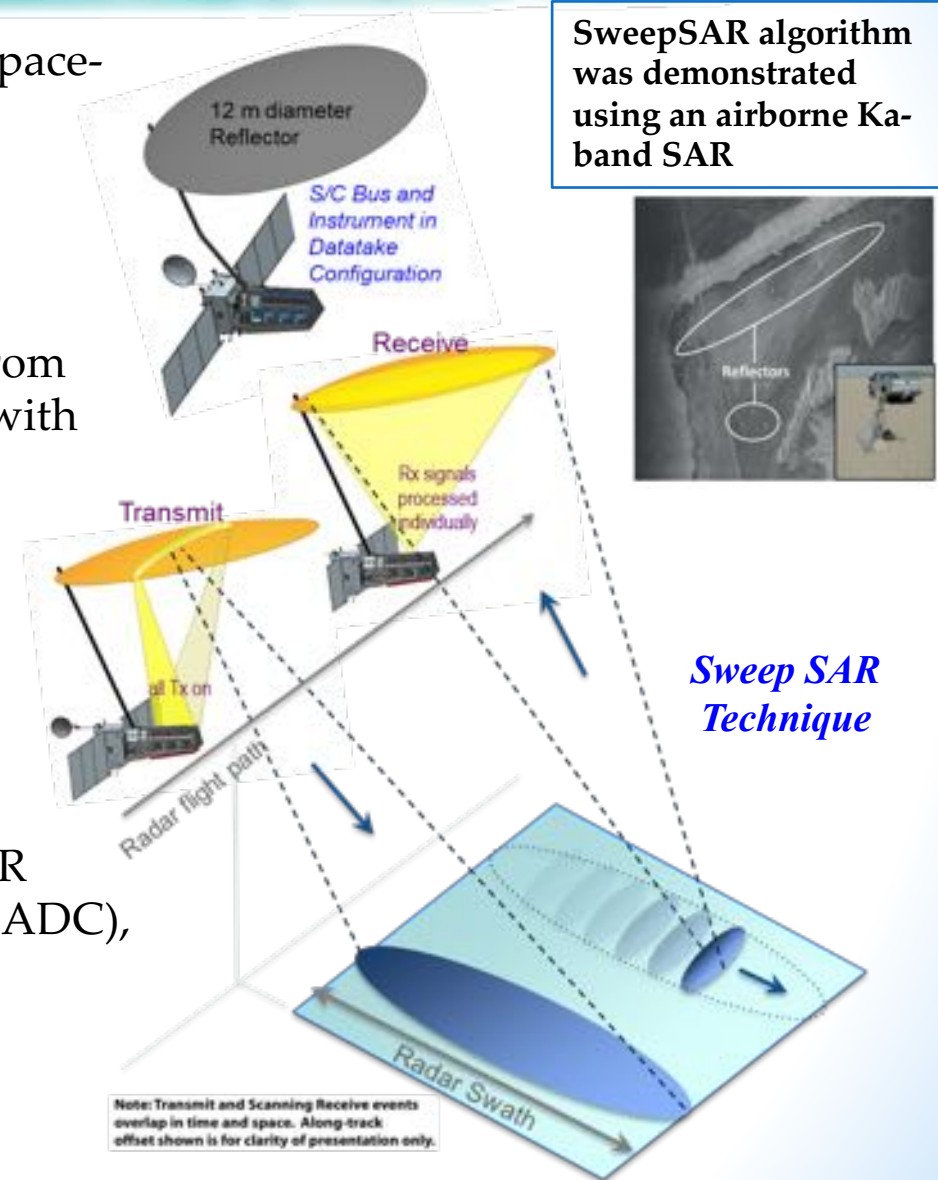 pace-
SweepSAR algorithm
was demonstrated
using an airborne Ka-
band SAR
12 m diameter
Reflector
S/C Bus and
Instrument in
Datatake
Configuration
rom
with
Receive
Reflectors
Rx signals
processed
individually
Transmit
all Tx on
Sweep SAR
Technique
Radar flight path
R
ADC),
Radar Swath
Note: Transmit and Scanning Receive events
overlap in time and space. Along-track
offset shown is for clarity of presentation only.